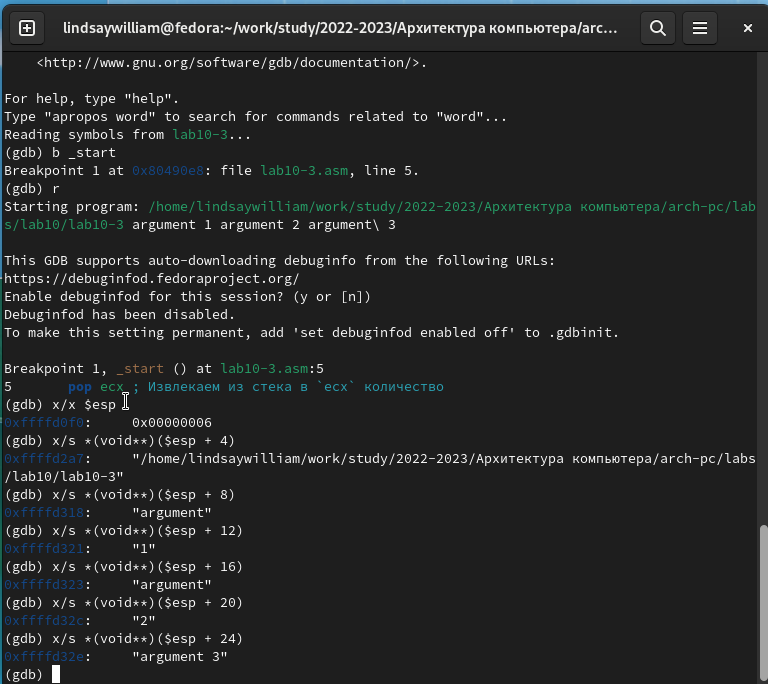 lindsaywilliam@fedora:~/work/study/2022-2023/Архитектура компьютера/arc...
<http://www.gnu.org/software/gdb/documentation/>.
For help, type "help".
Type "apropos word" to search for commands related to "word"...
Reading symbols from lab10-3...
(gdb) b _start
Breakpoint 1 at 0x80490e8: file lab10-3.asm, line 5.
(gdb) r
Starting program: /home/lindsaywilliam/work/study/2022-2023/Архитектура компьютера/arch-pc/lab
s/lab10/lab10-3 argument 1 argument 2 argument\ 3
This GDB supports auto-downloading debuginfo from the following URLs:
https://debuginfod.fedoraproject.org/
Enable debuginfod for this session? (y or [n])
Debuginfod has been disabled.
To make this setting permanent, add 'set debuginfod enabled off' to .gdbinit.
Breakpoint 1, _start () at lab10-3.asm:5
5       pop ecx ; Извлекаем из стека в `ecx` количество
(gdb) x/x $esp
0xffffd0f0:     0x00000006
(gdb) x/s *(void**)($esp + 4)
0xffffd2a7:     "/home/lindsaywilliam/work/study/2022-2023/Архитектура компьютера/arch-pc/labs
/lab10/lab10-3"
(gdb) x/s *(void**)($esp + 8)
0xffffd318:     "argument"
(gdb) x/s *(void**)($esp + 12)
0xffffd321:     "1"
(gdb) x/s *(void**)($esp + 16)
0xffffd323:     "argument"
(gdb) x/s *(void**)($esp + 20)
0xffffd32c:     "2"
(gdb) x/s *(void**)($esp + 24)
0xffffd32e:     "argument 3"
(gdb)